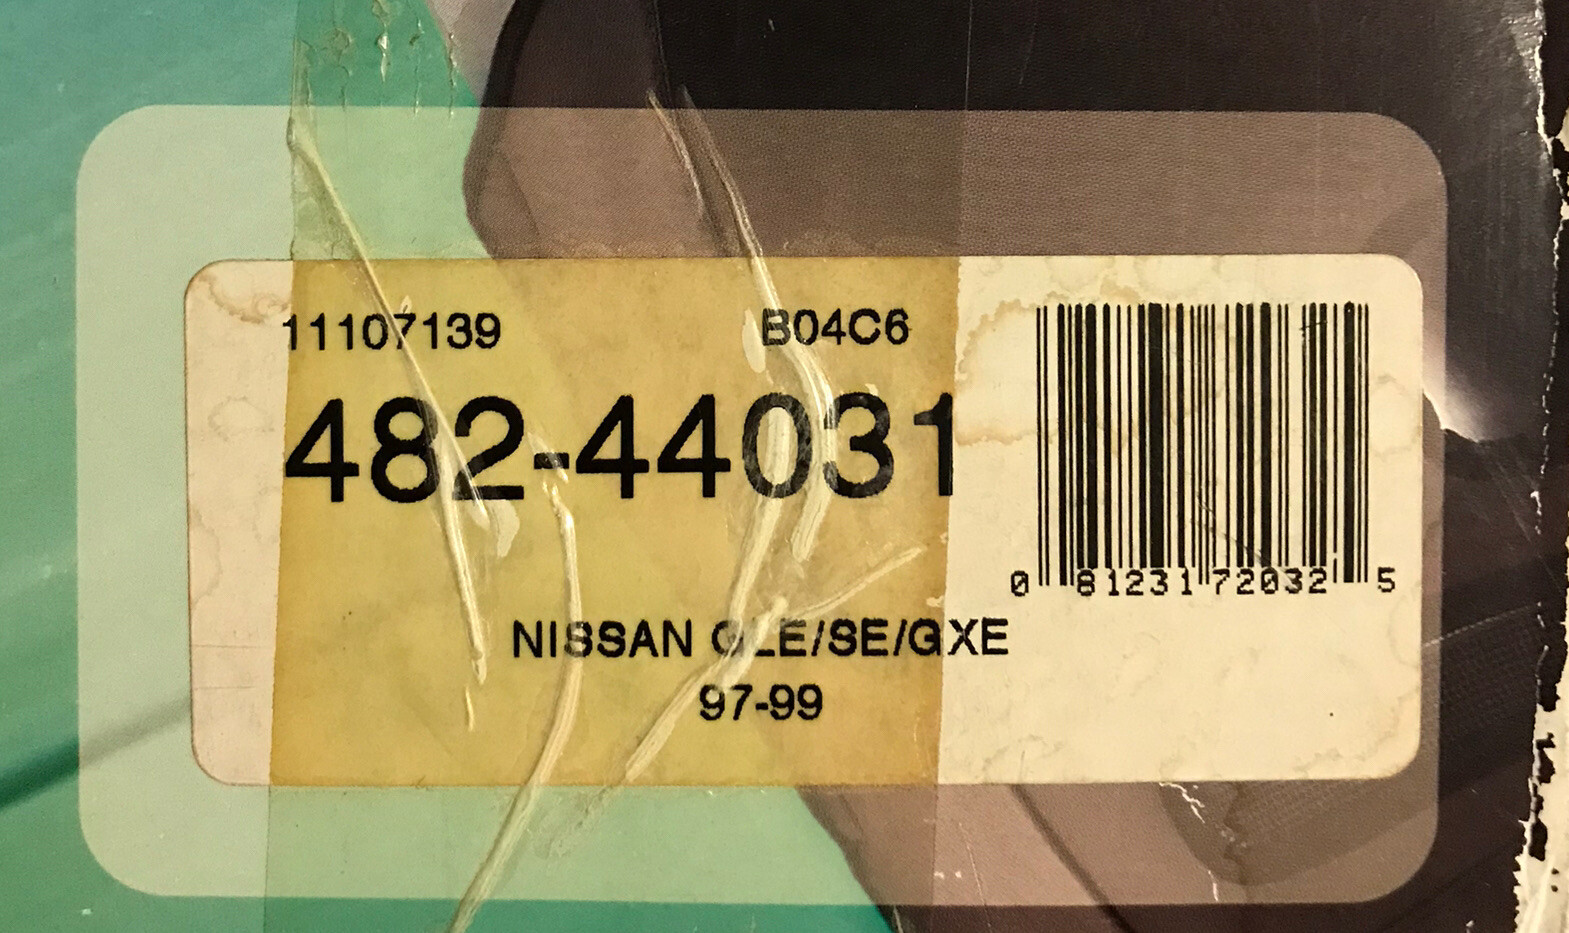 11107139 B04C6
482-44031
0 81231 72032 5
NISSAN GLE/SE/GXE
97-99